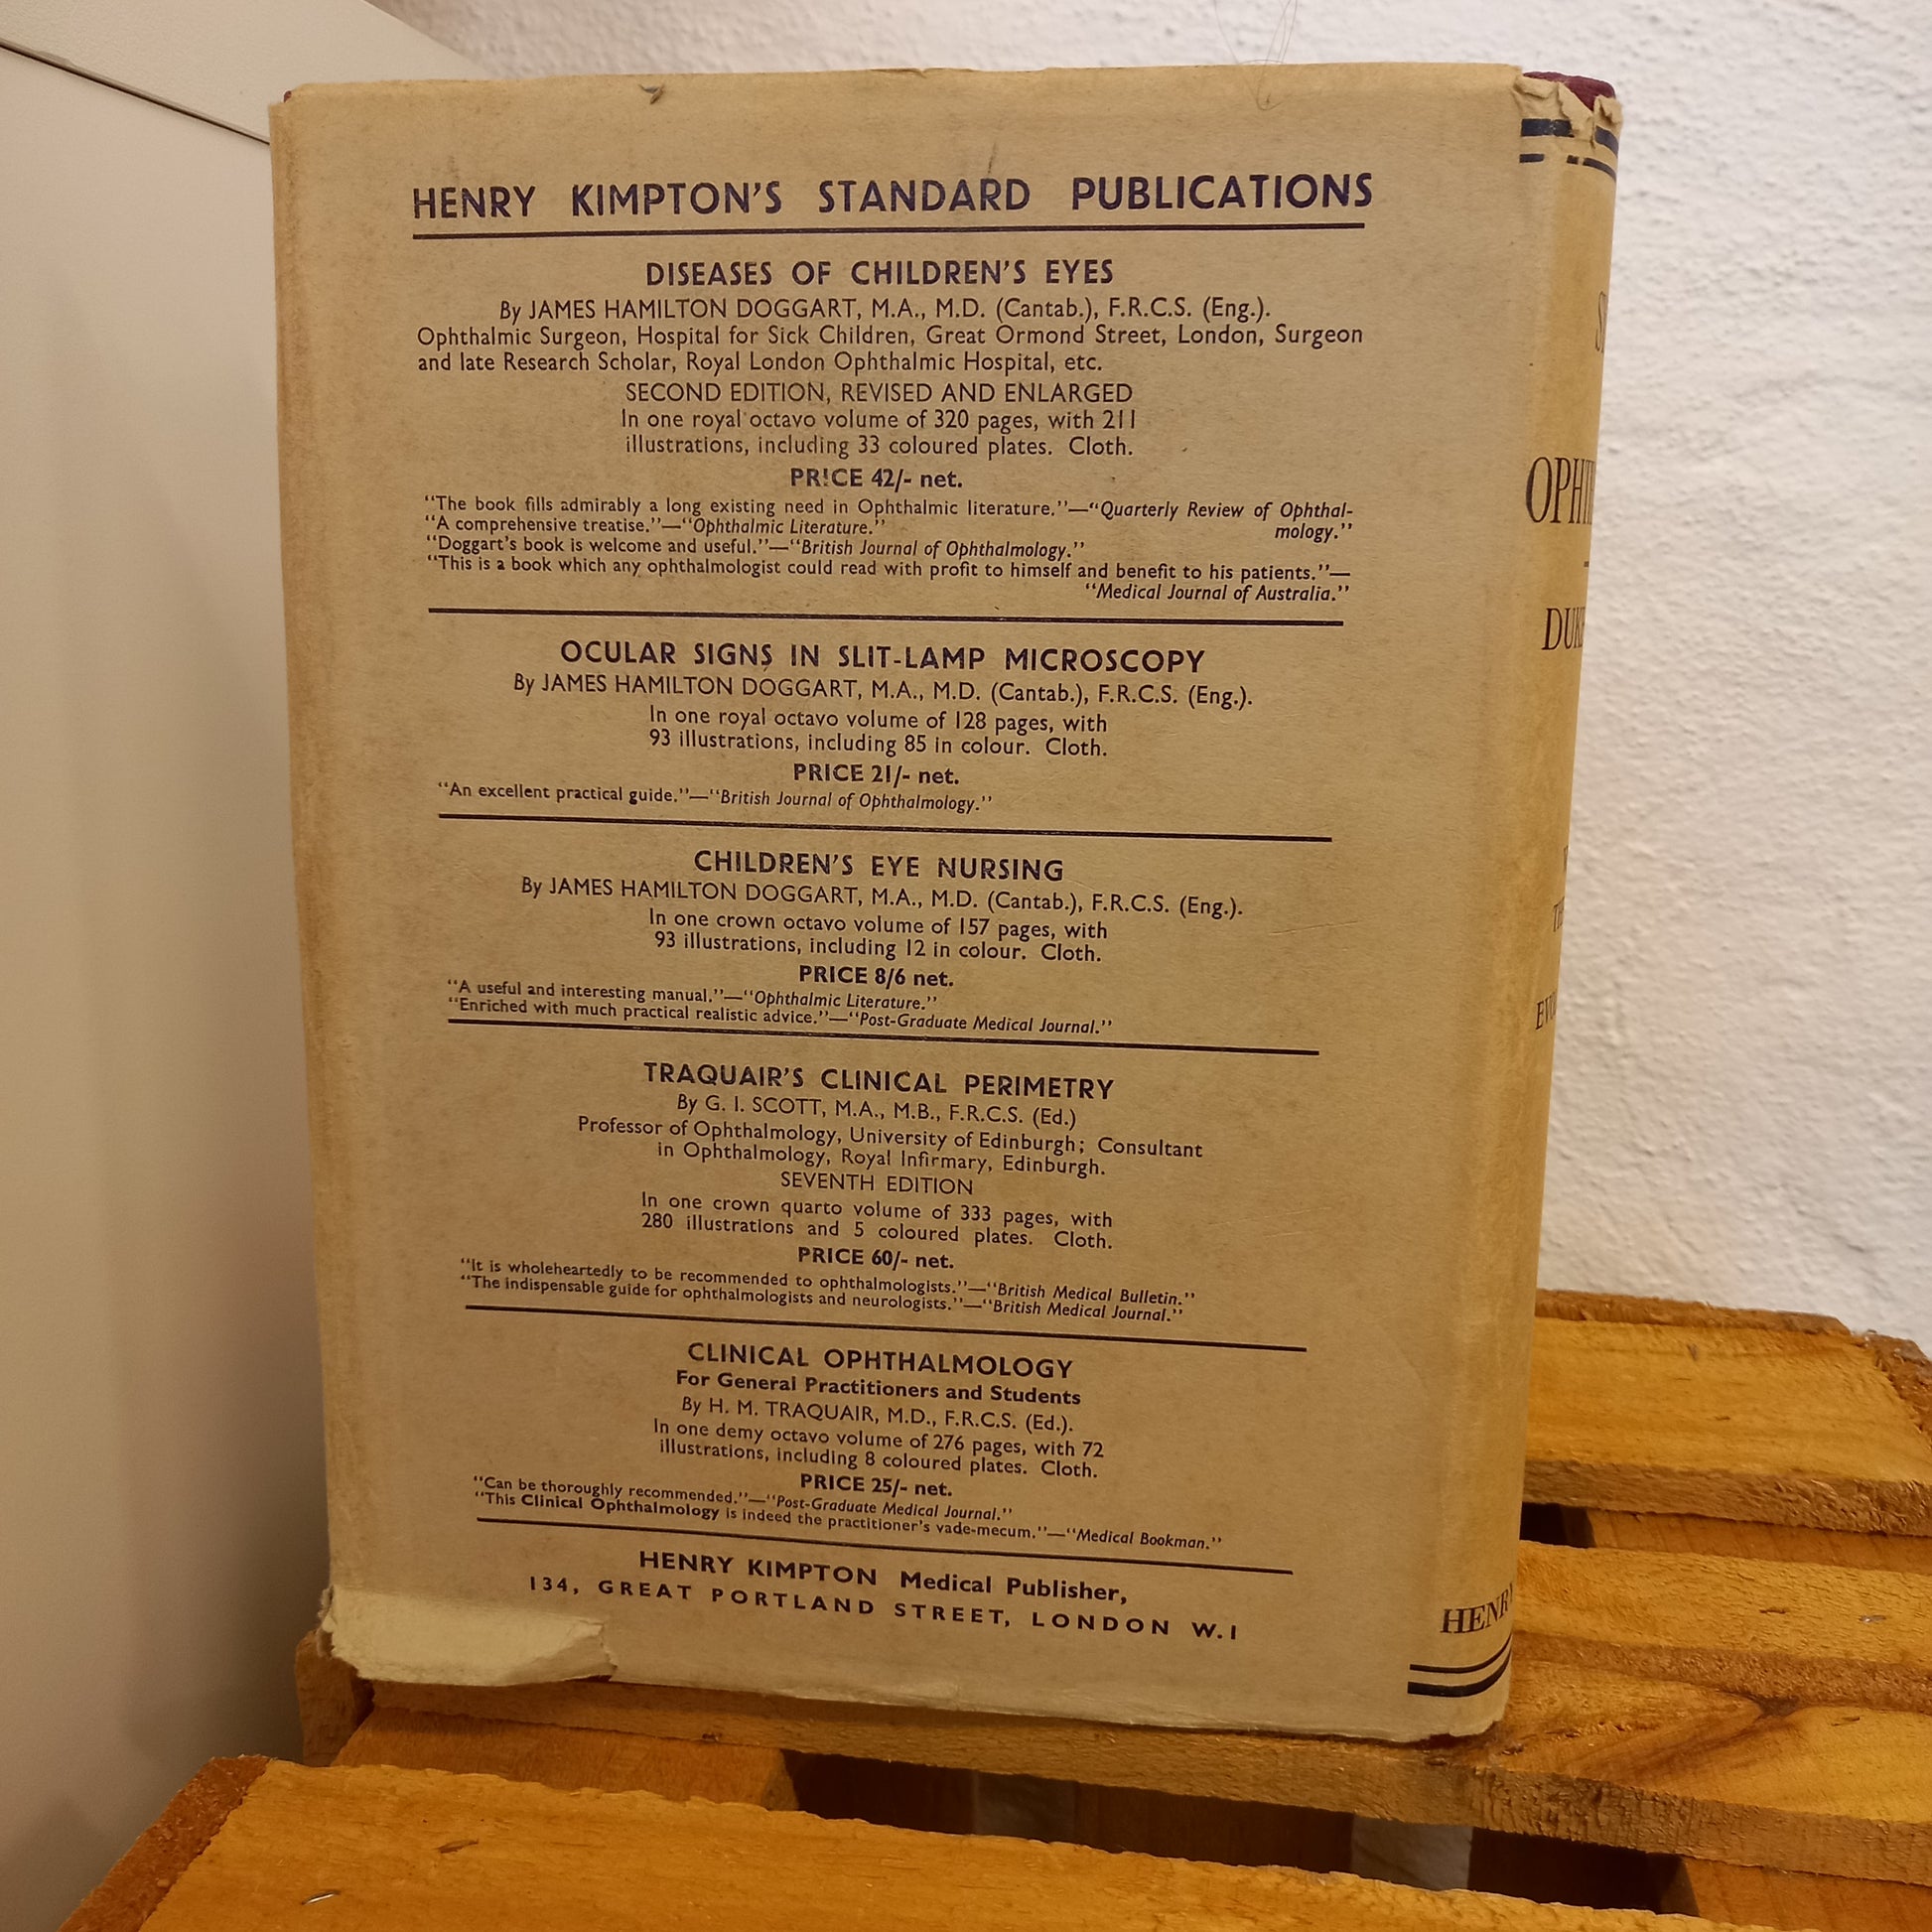 HENRY KIMPTON'S STANDARD PUBLICATIONS
DISEASES OF CHILDREN'S EYES
By JAMES HAMILTON DOGGART, M.A., M.D. (Cantab.), F.R.C.S. (Eng.).
Ophthalmic Surgeon, Hospital for Sick Children, Great Ormond Street, London, Surgeon
and late Research Scholar, Royal London Ophthalmic Hospital, etc.
SECOND EDITION, REVISED AND ENLARGED
In one royal octavo volume of 320 pages, with 211
illustrations, including 33 coloured plates. Cloth.
PRICE 42/- net.
"The book fills admirably a long existing need in Ophthalmic literature."—"Quarterly Review of Ophthal-
"A comprehensive treatise."—"Ophthalmic Literature." mology."
"Doggart's book is welcome and useful."—"British Journal of Ophthalmology."
"This is a book which any ophthalmologist could read with profit to himself and benefit to his patients."—
"Medical Journal of Australia."
OCULAR SIGNS IN SLIT-LAMP MICROSCOPY
By JAMES HAMILTON DOGGART, M.A., M.D. (Cantab.), F.R.C.S. (Eng.).
In one royal octavo volume of 128 pages, with
93 illustrations, including 85 in colour. Cloth.
PRICE 21/- net.
"An excellent practical guide."—"British Journal of Ophthalmology."
CHILDREN'S EYE NURSING
By JAMES HAMILTON DOGGART, M.A., M.D. (Cantab.), F.R.C.S. (Eng.).
In one crown octavo volume of 157 pages, with
93 illustrations, including 12 in colour. Cloth.
PRICE 8/6 net.
"A useful and interesting manual."—"Ophthalmic Literature."
"Enriched with much practical realistic advice."—"Post-Graduate Medical Journal."
TRAQUAIR'S CLINICAL PERIMETRY
By G. I. SCOTT, M.A., M.B., F.R.C.S. (Ed.)
Professor of Ophthalmology, University of Edinburgh; Consultant
in Ophthalmology, Royal Infirmary, Edinburgh.
SEVENTH EDITION
In one crown quarto volume of 333 pages, with
280 illustrations and 5 coloured plates. Cloth.
PRICE 60/- net.
"It is wholeheartedly to be recommended to ophthalmologists."—"British Medical Bulletin."
"The indispensable guide for ophthalmologists and neurologists."—"British Medical Journal."
CLINICAL OPHTHALMOLOGY
For General Practitioners and Students
By H. M. TRAQUAIR, M.D., F.R.C.S. (Ed.).
In one demy octavo volume of 276 pages, with 72
illustrations, including 8 coloured plates. Cloth.
PRICE 25/- net.
"Can be thoroughly recommended."—"Post-Graduate Medical Journal."
"This Clinical Ophthalmology is indeed the practitioner's vade-mecum."—"Medical Bookman."
HENRY KIMPTON Medical Publisher,
134, GREAT PORTLAND STREET, LONDON W.1
OPH
DUKE
HENRY